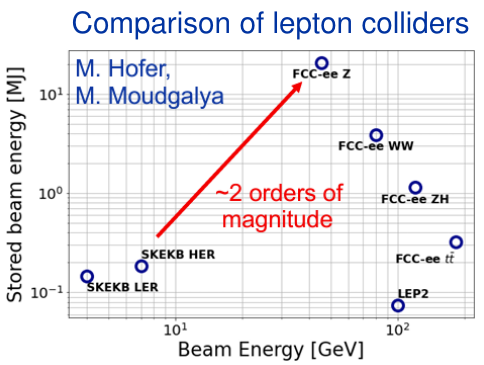 Comparison of lepton colliders
M. Hofer,
M. Moudgalya
FCC-ee Z
FCC-ee WW
~2 orders of
magnitude
FCC-ee ZH
SKEKB HER
FCC-ee tt̄
SKEKB LER
LEP2
Stored beam energy [MJ]
10¹
10⁰
10⁻¹
10¹
10²
Beam Energy [GeV]